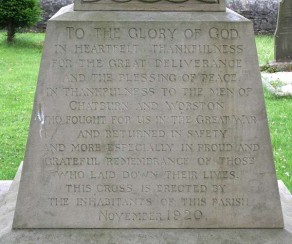 TO THE GLORY OF GOD
IN HEARTFELT THANKFULNESS
FOR THE GREAT DELIVERANCE
AND THE BLESSING OF PEACE
IN THANKFULNESS TO THE MEN OF
CHATBURN AND WORSTON
WHO FOUGHT FOR US IN THE GREAT WAR
AND RETURNED IN SAFETY
AND MORE ESPECIALLY IN PROUD AND
GRATEFUL REMEMBRANCE OF THOSE
WHO LAID DOWN THEIR LIVES
THIS CROSS IS ERECTED BY
THE INHABITANTS OF THIS PARISH
NOVEMBER 1920